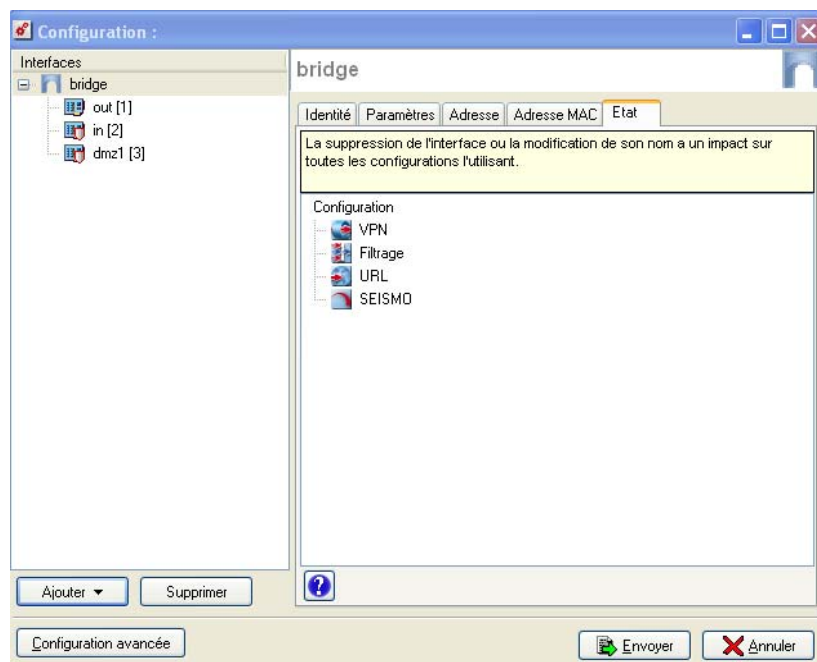 Configuration :
Interfaces
bridge
out [1]
in [2]
dmz1 [3]
bridge
Identité Paramètres Adresse Adresse MAC Etat
La suppression de l'interface ou la modification de son nom a un impact sur
toutes les configurations l'utilisant.
Configuration
VPN
Filtrage
URL
SEISMO
Ajouter Supprimer
Configuration avancée
Envoyer Annuler